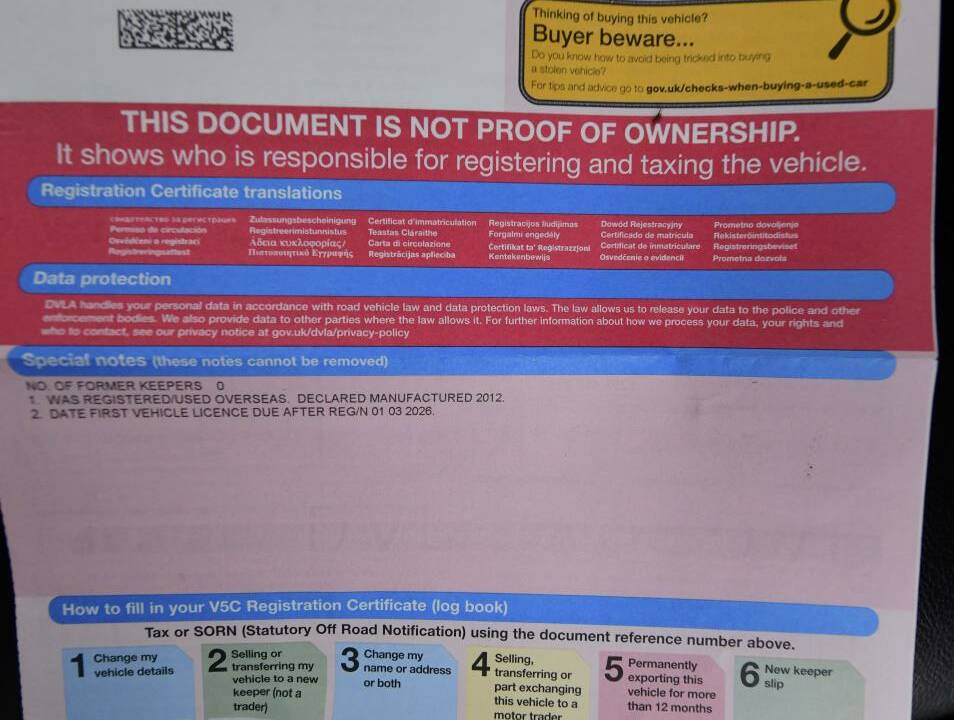 Thinking of buying this vehicle?
Buyer beware...
Do you know how to avoid being tricked into buying
a stolen vehicle?
For tips and advice go to gov.uk/checks-when-buying-a-used-car
THIS DOCUMENT IS NOT PROOF OF OWNERSHIP.
It shows who is responsible for registering and taxing the vehicle.
Registration Certificate translations
свидетелство за регистрация
Permiso de circulación
Osvědčení o registraci
Registreringsattest
Zulassungsbescheinigung
Registreerimistunnistus
Άδεια κυκλοφορίας/
Πιστοποιητικό Εγγραφής
Certificat d'immatriculation
Teastas Cláraithe
Carta di circolazione
Registrācijas apliecība
Registracijos liudijimas
Forgalmi engedély
Ċertifikat ta' Reġistrazzjoni
Kentekenbewijs
Dowód Rejestracyjny
Certificado de matrícula
Certificat de înmatriculare
Osvedčenie o evidencii
Prometno dovoljenje
Rekisteröintitodistus
Registreringsbeviset
Prometna dozvola
Data protection
DVLA handles your personal data in accordance with road vehicle law and data protection laws. The law allows us to release your data to the police and other
enforcement bodies. We also provide data to other parties where the law allows it. For further information about how we process your data, your rights and
who to contact, see our privacy notice at gov.uk/dvla/privacy-policy
Special notes (these notes cannot be removed)
NO. OF FORMER KEEPERS 0
1. WAS REGISTERED/USED OVERSEAS. DECLARED MANUFACTURED 2012.
2. DATE FIRST VEHICLE LICENCE DUE AFTER REG/N 01 03 2026.
How to fill in your V5C Registration Certificate (log book)
Tax or SORN (Statutory Off Road Notification) using the document reference number above.
1 Change my
vehicle details
2 Selling or
transferring my
vehicle to a new
keeper (not a
trader)
3 Change my
name or address
or both
4 Selling,
transferring or
part exchanging
this vehicle to a
motor trader
5 Permanently
exporting this
vehicle for more
than 12 months
6 New keeper
slip